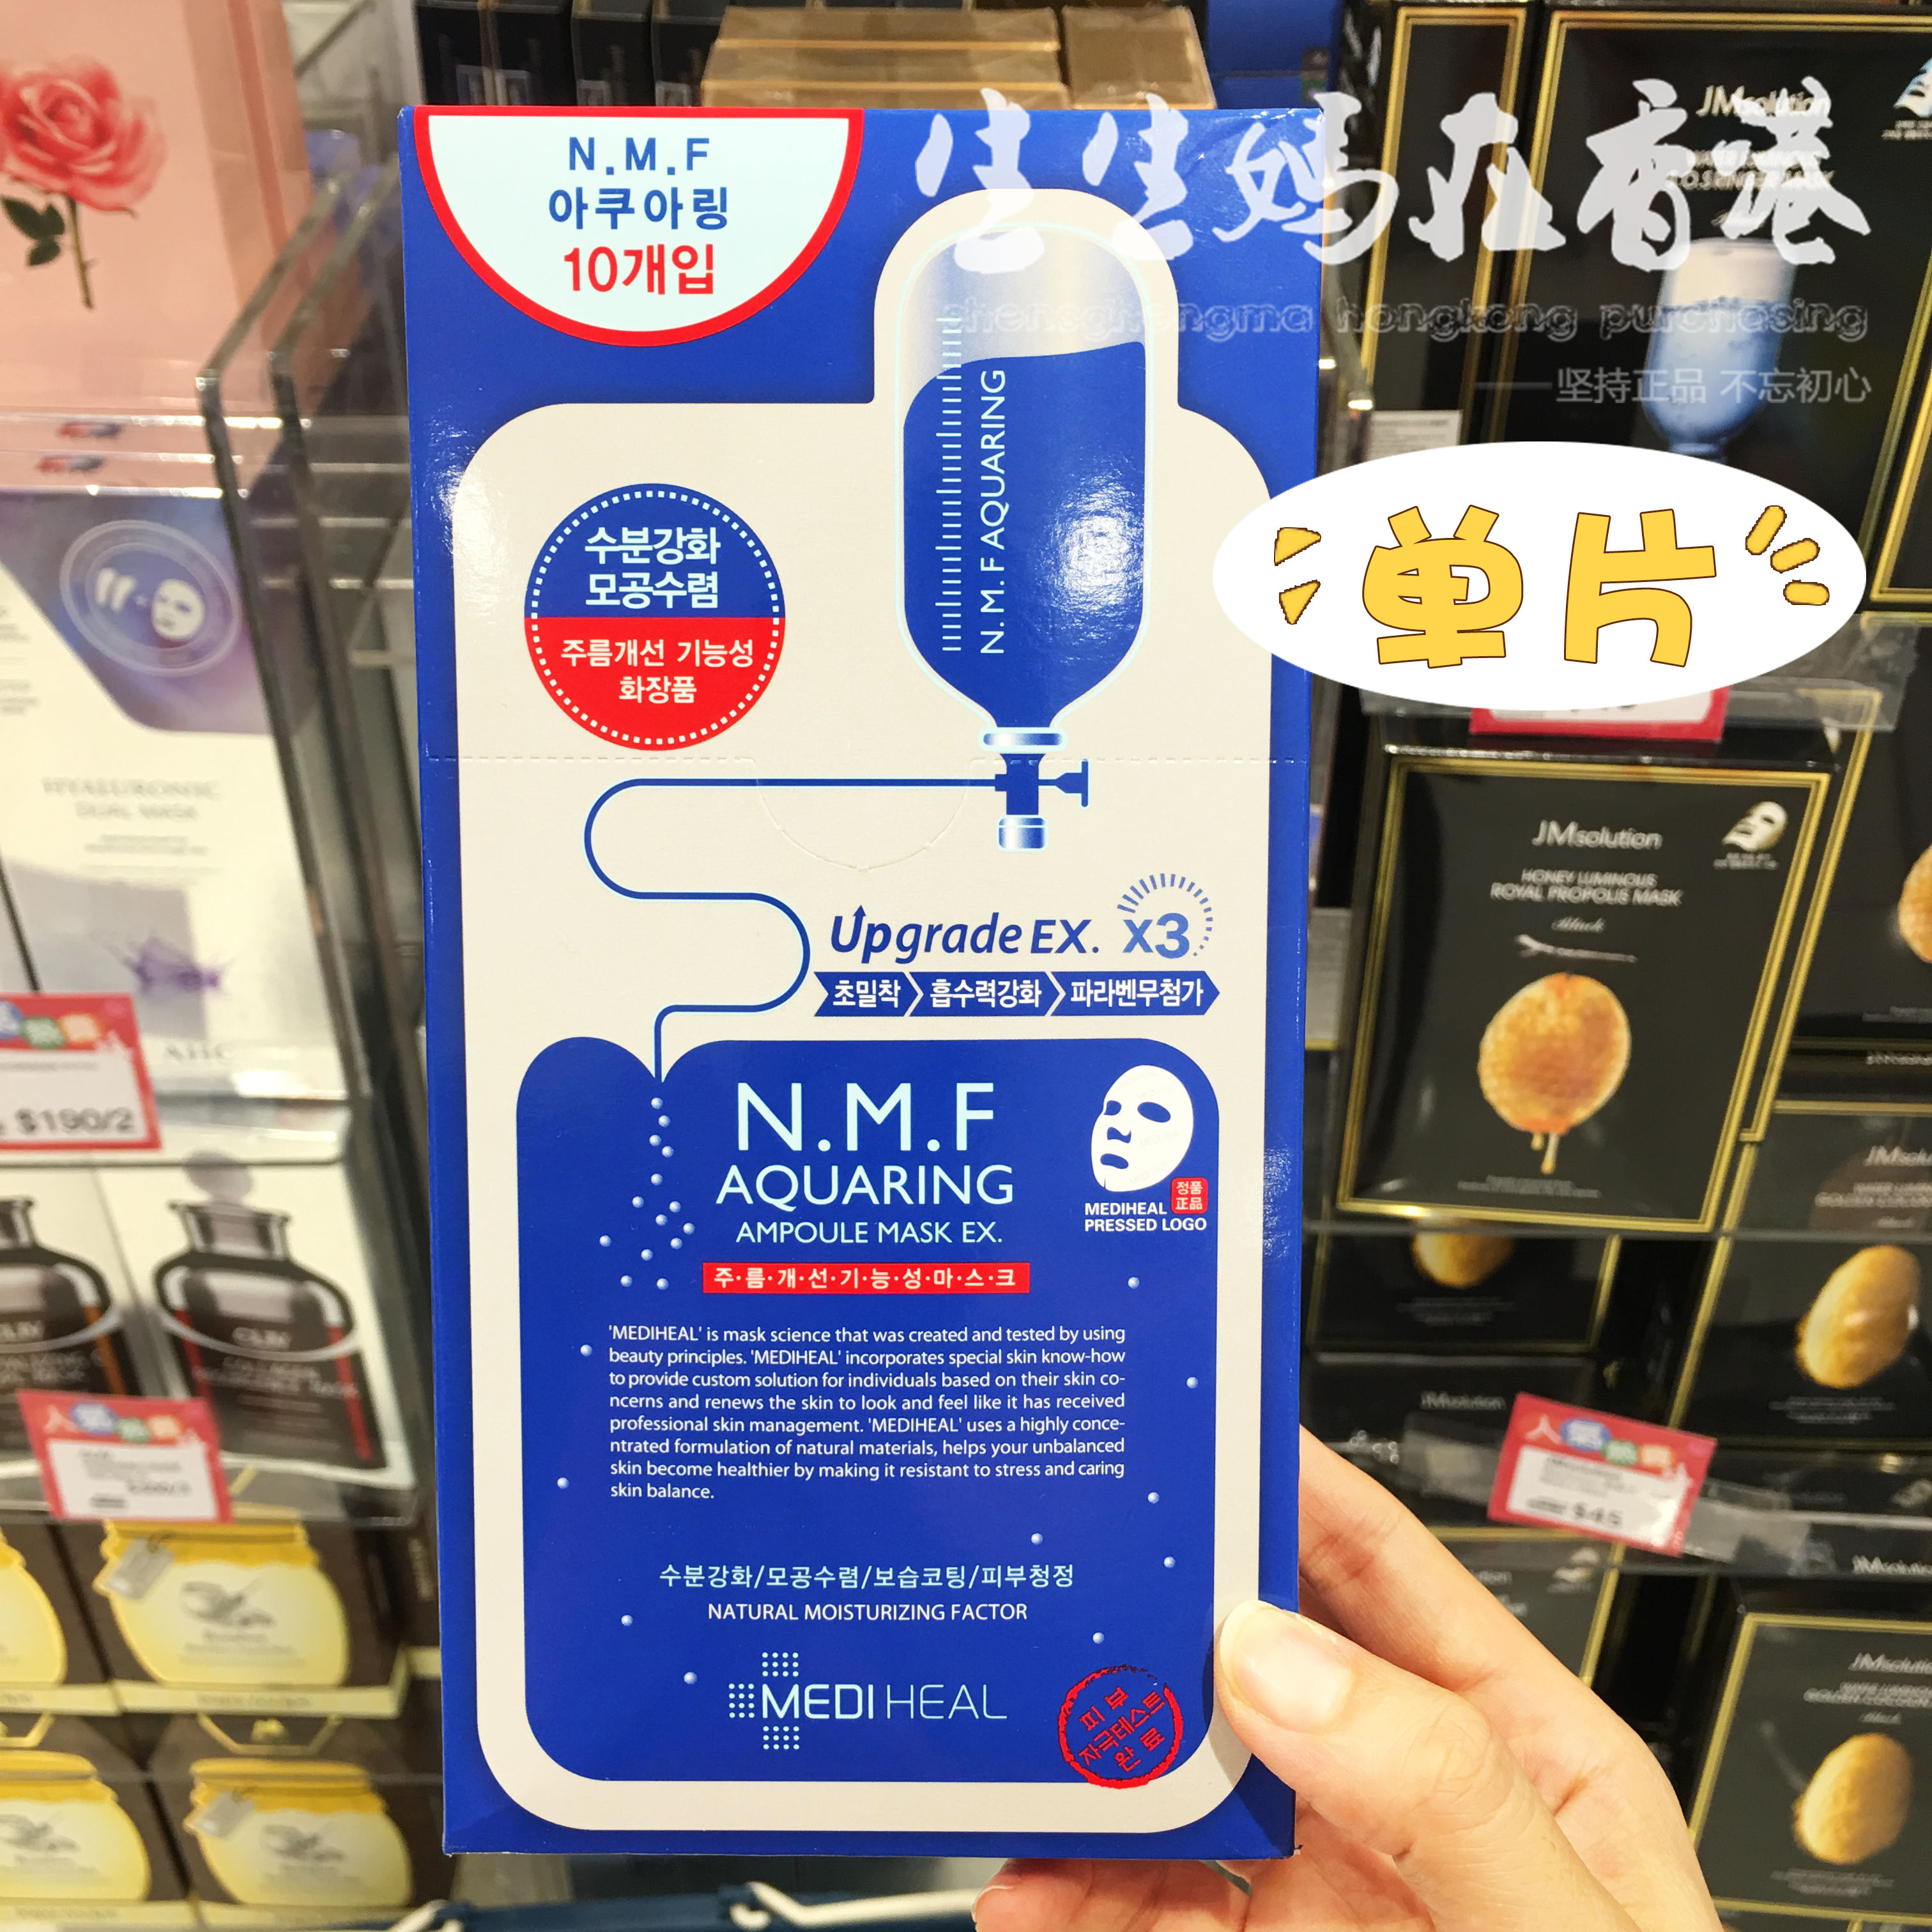 N.M.F
아쿠아링
10개입
生生妈在香港
shengshengma hongkong purchasing
坚持正品 不忘初心
单片
N.M.F AQUARING
수분강화
모공수렴
주름개선 기능성
화장품
Upgrade EX. X3
초밀착 흡수력강화 파라벤무첨가
N.M.F
AQUARING
AMPOULE MASK EX.
주·름·개·선·기·능·성·마·스·크
MEDIHEAL
PRESSED LOGO
정품
正品
'MEDIHEAL' is mask science that was created and tested by using
beauty principles. 'MEDIHEAL' incorporates special skin know-how
to provide custom solution for individuals based on their skin co-
ncerns and renews the skin to look and feel like it has received
professional skin management. 'MEDIHEAL' uses a highly conce-
ntrated formulation of natural materials, helps your unbalanced
skin become healthier by making it resistant to stress and caring
skin balance.
수분강화/모공수렴/보습코팅/피부청정
NATURAL MOISTURIZING FACTOR
MEDIHEAL
피부
자극테스트
완료
JMsolution
JMsolution
HONEY LUMINOUS
ROYAL PROPOLIS MASK
Black
HYALURONIC
DUAL MASK
AHC
$190/2
$45